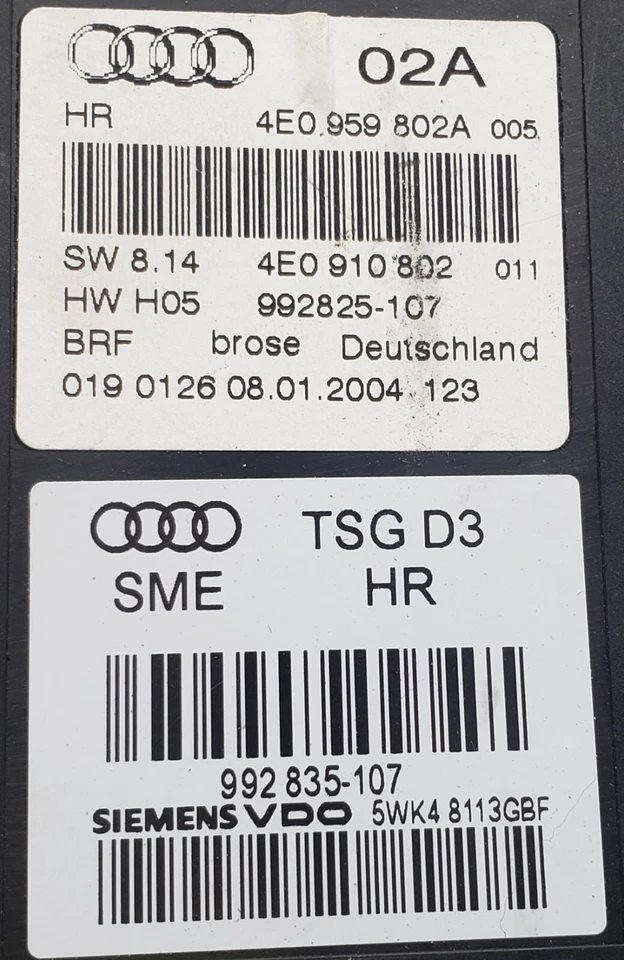 02A
HR 4E0.959 802A 005
SW 8.14 4E0 910 802 011
HW H05 992825-107
BRF brose Deutschland
019 0126 08.01.2004 123
TSG D3
SME HR
992 835-107
SIEMENS VDO 5WK4 8113GBF